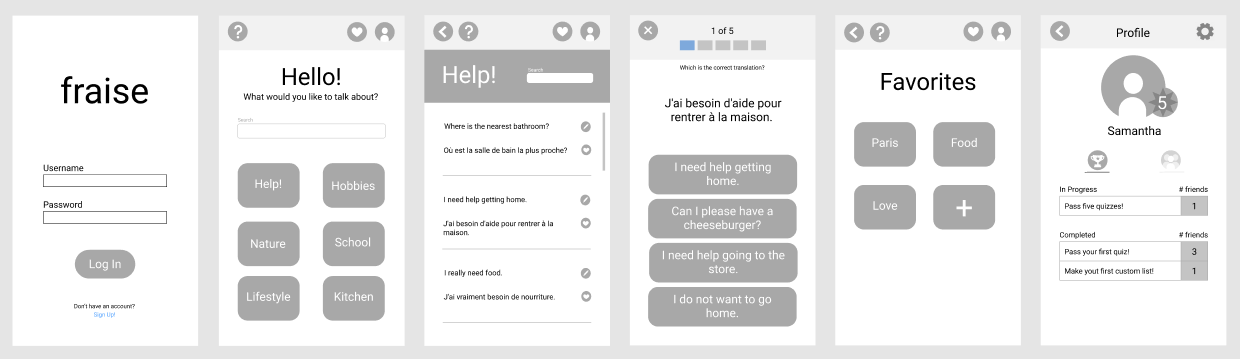 fraise
Username
Password
Log In
Don't have an account?
Sign Up!
?
Hello!
What would you like to talk about?
Search
Help!
Hobbies
Nature
School
Lifestyle
Kitchen
?
Help!
Search
Where is the nearest bathroom?
Où est la salle de bain la plus proche?
I need help getting home.
J'ai besoin d'aide pour rentrer à la
maison.
I really need food.
J'ai vraiment besoin de nourriture.
1 of 5
Which is the correct translation?
J'ai besoin d'aide pour
rentrer à la maison.
I need help getting
home.
Can I please have a
cheeseburger?
I need help going to the
store.
I do not want to go
home.
?
Favorites
Paris
Food
Love
+
Profile
5
Samantha
In Progress # friends
Pass five quizzes! 1
Completed # friends
Pass your first quiz! 3
Make yout first custom list! 1